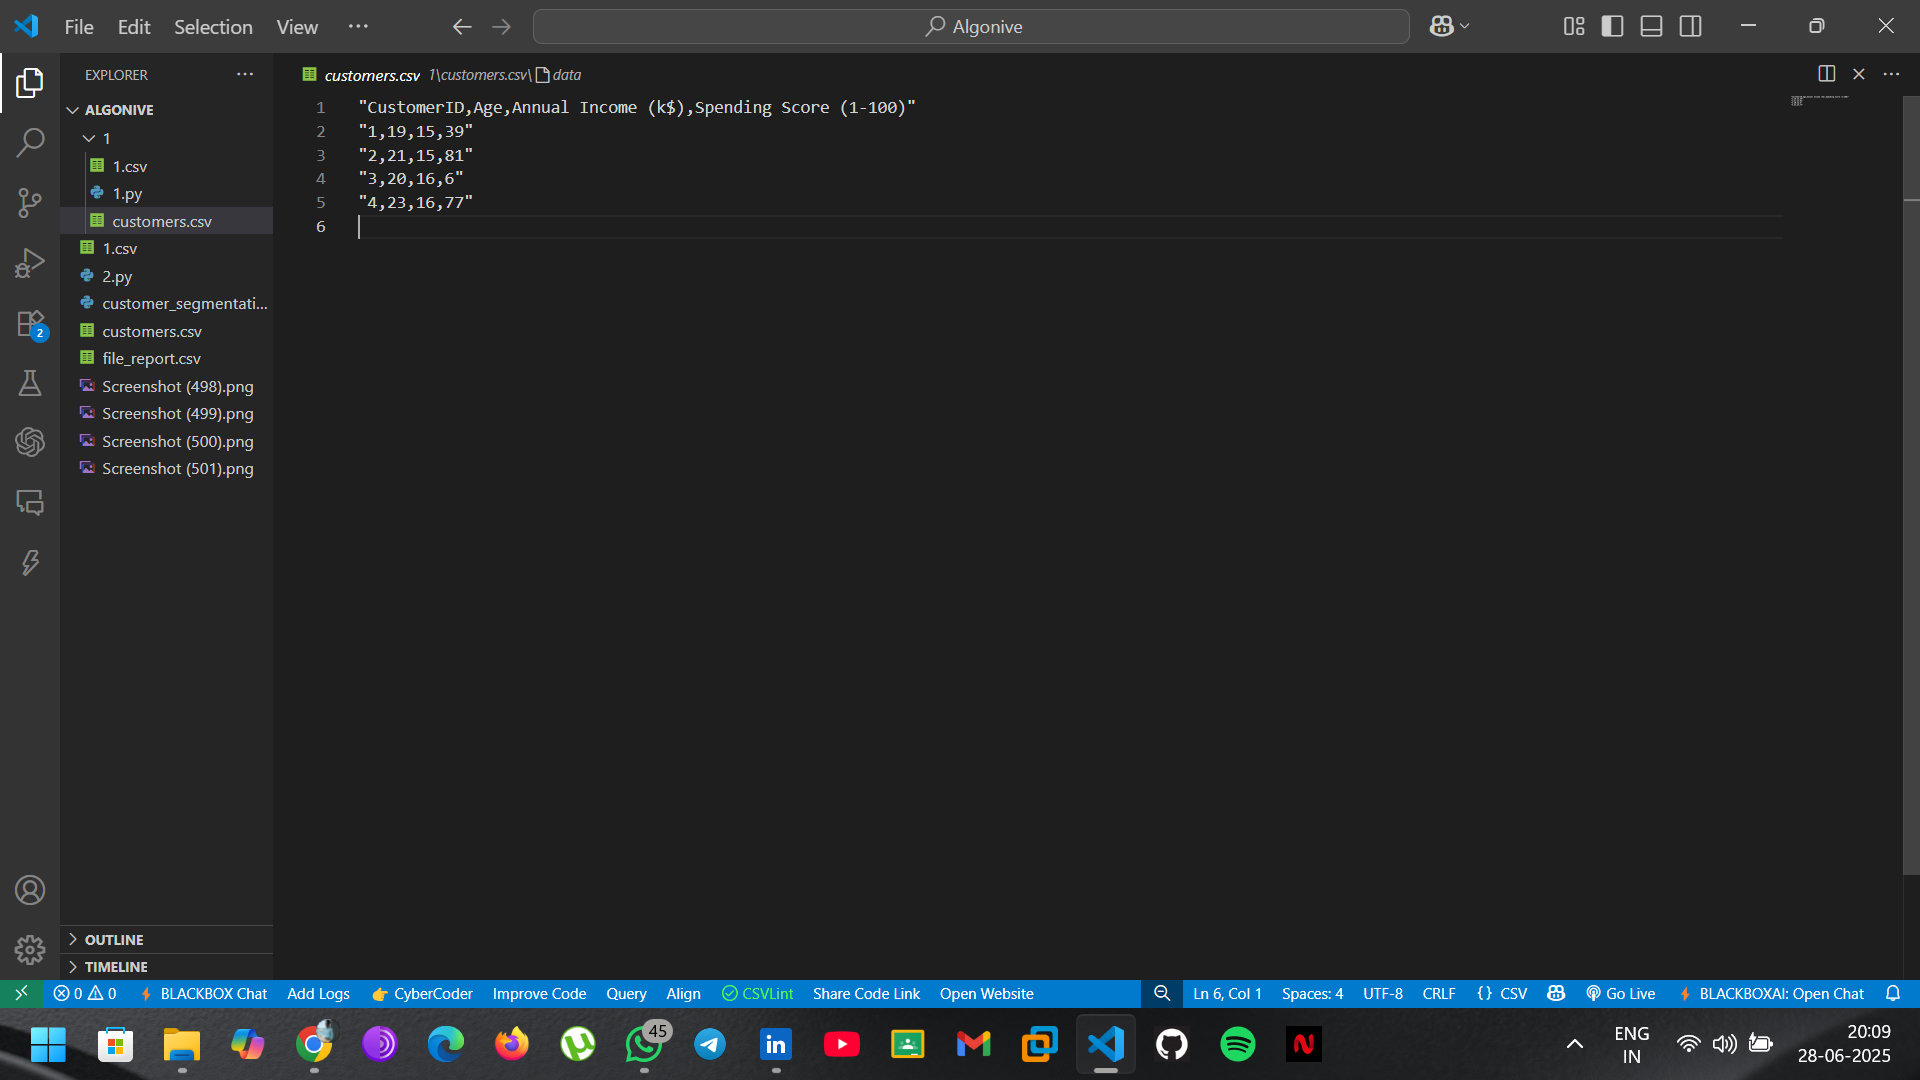 File Edit Selection View ... Algonive
EXPLORER ...
ALGONIVE
1
1.csv
1.py
customers.csv
1.csv
2.py
customer_segmentati...
customers.csv
file_report.csv
Screenshot (498).png
Screenshot (499).png
Screenshot (500).png
Screenshot (501).png
OUTLINE
TIMELINE
2
customers.csv 1\customers.csv\ data
1 "CustomerID,Age,Annual Income (k$),Spending Score (1-100)"
2 "1,19,15,39"
3 "2,21,15,81"
4 "3,20,16,6"
5 "4,23,16,77"
6
0 0 BLACKBOX Chat Add Logs CyberCoder Improve Code Query Align CSVLint Share Code Link Open Website Ln 6, Col 1 Spaces: 4 UTF-8 CRLF {} CSV Go Live BLACKBOXAI: Open Chat
45 in ENG 20:09
IN 28-06-2025